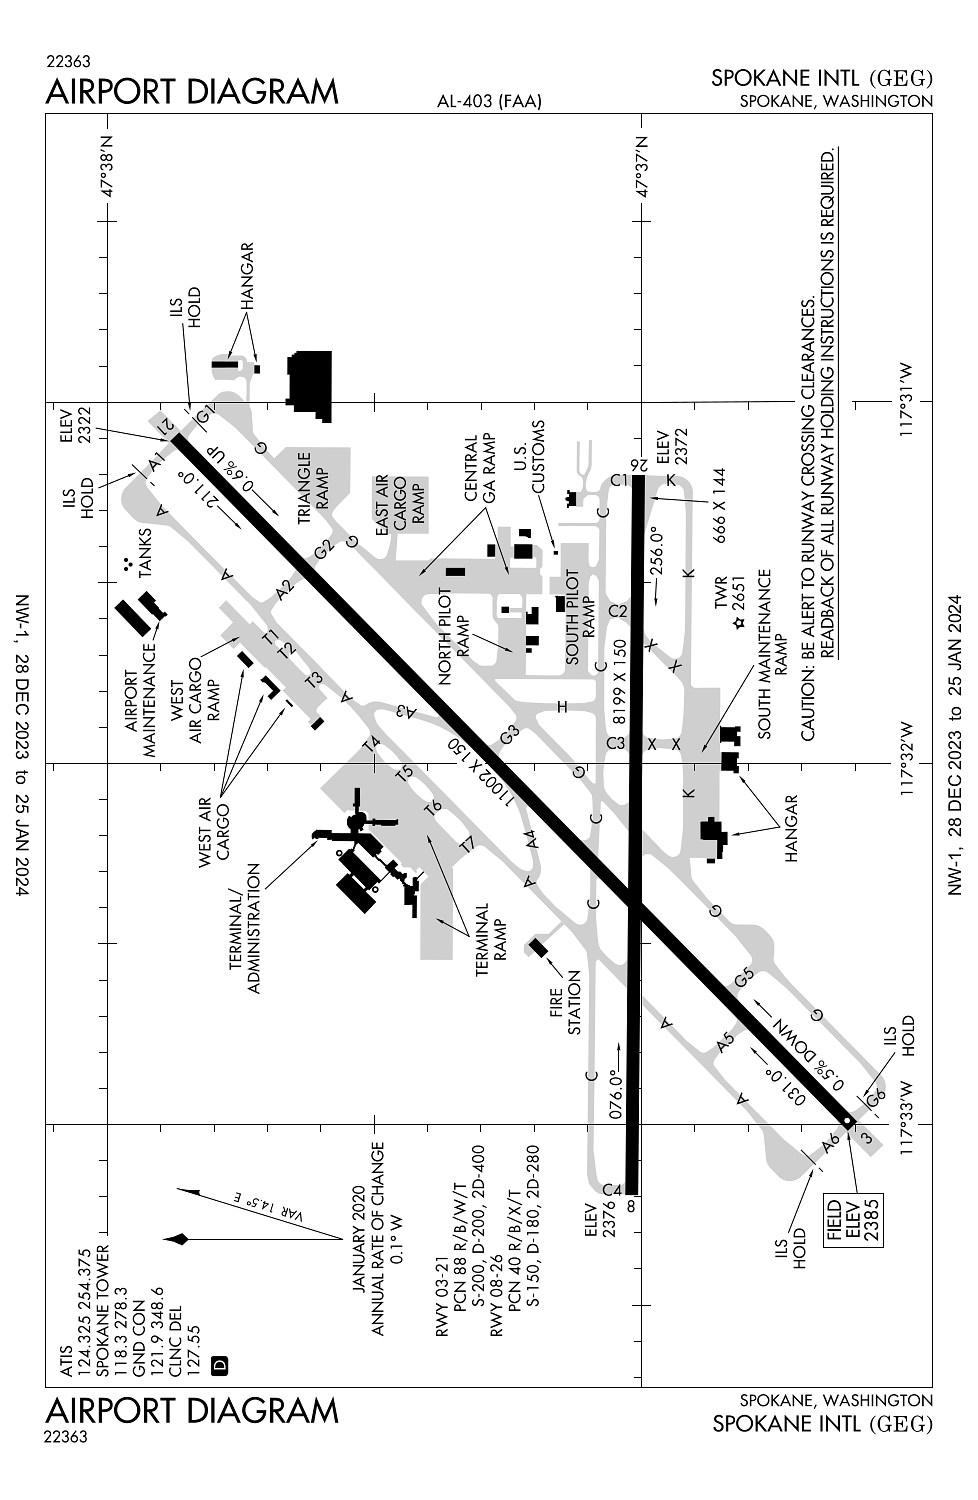 22363
AIRPORT DIAGRAM
AL-403 (FAA)
SPOKANE INTL (GEG)
SPOKANE, WASHINGTON
NW-1, 28 DEC 2023 to 25 JAN 2024
NW-1, 28 DEC 2023 to 25 JAN 2024
ATIS
124.325 254.375
SPOKANE TOWER
118.3 278.3
GND CON
121.9 348.6
CLNC DEL
127.55
D
VAR 14.5° E
JANUARY 2020
ANNUAL RATE OF CHANGE
0.1° W
RWY 03-21
PCN 88 R/B/W/T
S-200, D-200, 2D-400
RWY 08-26
PCN 40 R/B/X/T
S-150, D-180, 2D-280
47°38'N
47°37'N
117°31'W
117°32'W
117°33'W
CAUTION: BE ALERT TO RUNWAY CROSSING CLEARANCES.
READBACK OF ALL RUNWAY HOLDING INSTRUCTIONS IS REQUIRED.
ELEV
2322
ILS
HOLD
HANGAR
ILS
HOLD
21
A1
G1
A
G
211.0°
0.6% UP
TANKS
AIRPORT
MAINTENANCE
WEST
AIR CARGO
RAMP
WEST AIR
CARGO
TERMINAL/
ADMINISTRATION
TERMINAL
RAMP
FIRE
STATION
TRIANGLE
RAMP
EAST AIR
CARGO
RAMP
CENTRAL
GA RAMP
U.S.
CUSTOMS
NORTH PILOT
RAMP
SOUTH PILOT
RAMP
A
A2
G2
G
T1
T2
T3
A
A3
T4
T5
T6
T7
11002 X 150
G3
H
G
A4
A
C
C
C
C
C
C1
C2
C3
C4
26
ELEV
2372
K
666 X 144
256.0°
8199 X 150
K
X
X
X
X
K
TWR
2651
SOUTH MAINTENANCE
RAMP
HANGAR
G
G5
G
A
A5
A
076.0°
8
ELEV
2376
031.0°
0.5% DOWN
ILS
HOLD
G6
3
A6
ILS
HOLD
FIELD
ELEV
2385
AIRPORT DIAGRAM
22363
SPOKANE, WASHINGTON
SPOKANE INTL (GEG)